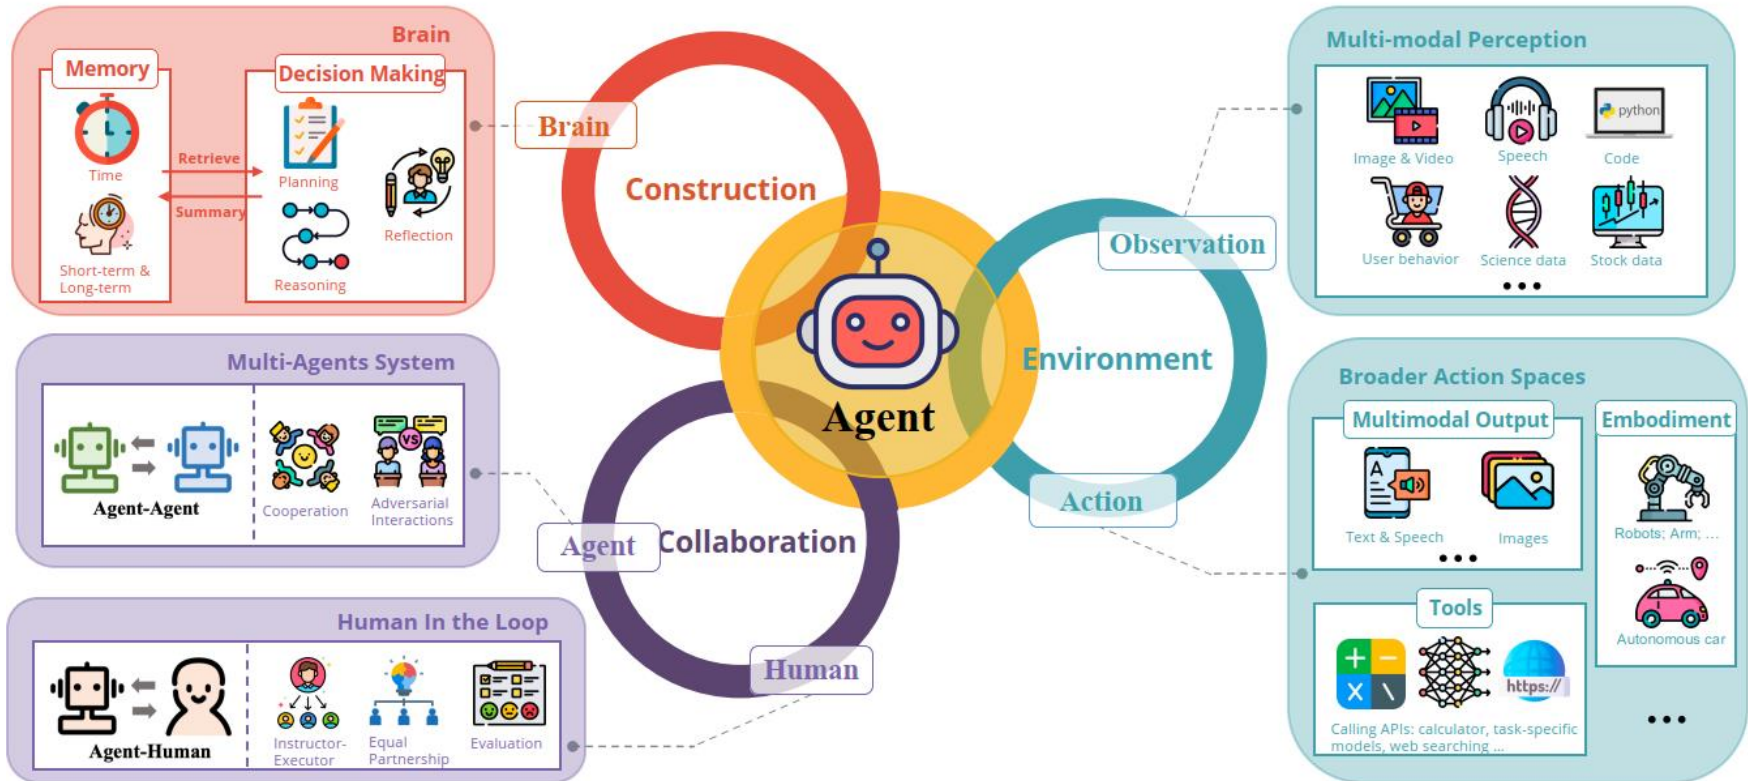 Brain
Memory
Time
Short-term &
Long-term
Retrieve
Summary
Decision Making
Planning
Reasoning
Reflection
Brain
Construction
Multi-Agents System
Agent-Agent
Cooperation
Adversarial
Interactions
Agent
Collaboration
Human In the Loop
Agent-Human
Instructor-
Executor
Equal
Partnership
Evaluation
Human
Agent
Environment
Observation
Action
Multi-modal Perception
Image & Video
Speech
python
Code
User behavior
Science data
Stock data
...
Broader Action Spaces
Multimodal Output
A
Text & Speech
Images
...
Embodiment
Robots; Arm; ...
Autonomous car
Tools
+ −
X \
https://
Calling APIs: calculator, task-specific
models, web searching ...
...
VS